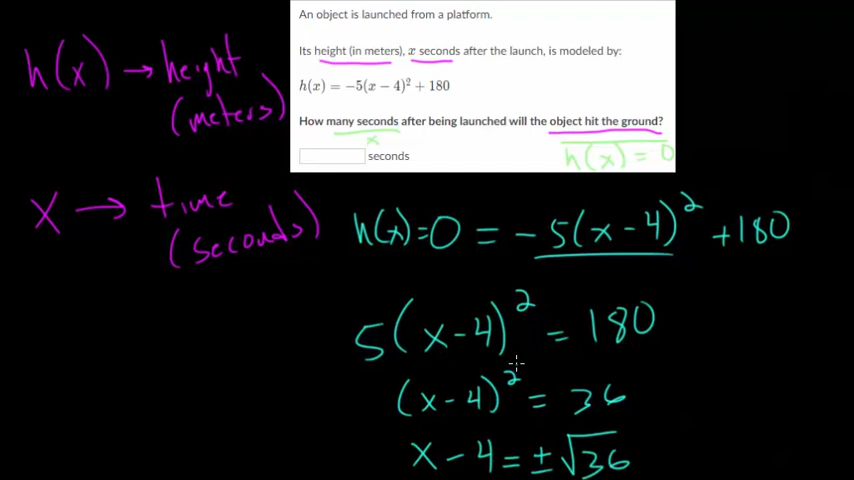 An object is launched from a platform.
Its height (in meters), x seconds after the launch, is modeled by:
h(x) = −5(x − 4)² + 180
How many seconds after being launched will the object hit the ground?
x
seconds
h(x) = 0
h(x) → height
(meters)
x → time
(seconds)
h(x)=0 = −5(x−4)² +180
5(x−4)² = 180
(x−4)² = 36
x−4 = ±√36